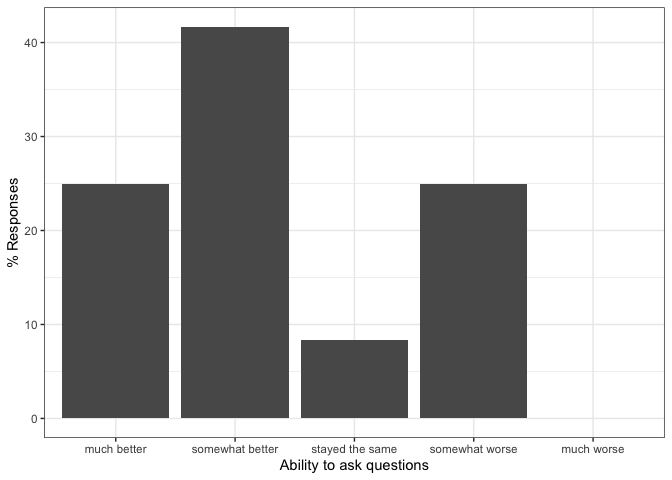 40
30
20
10
0
% Responses
much better
somewhat better
stayed the same
somewhat worse
much worse
Ability to ask questions